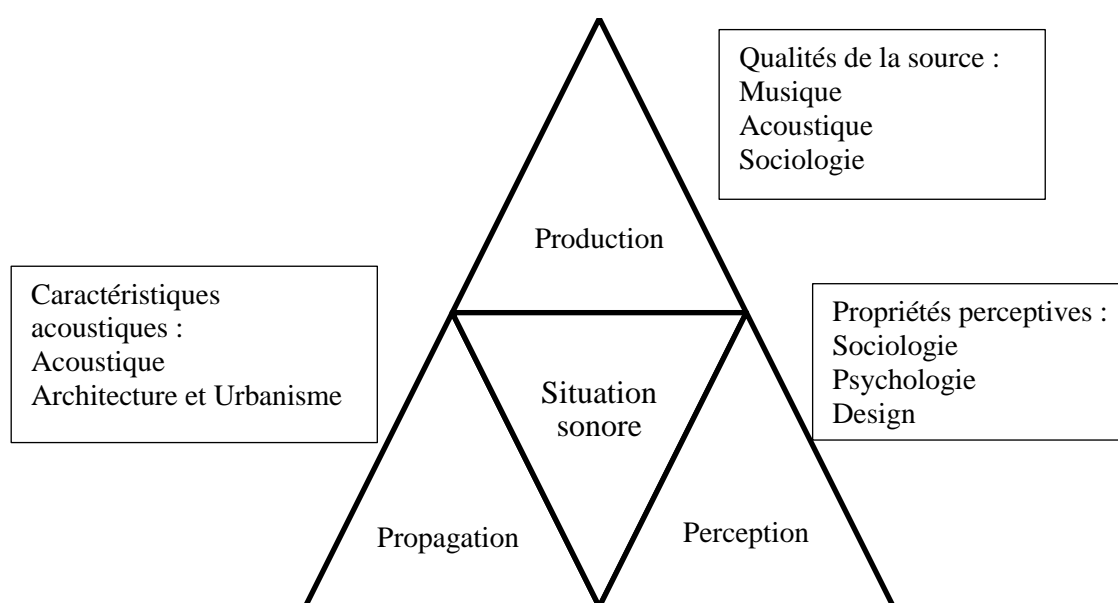 Qualités de la source :
Musique
Acoustique
Sociologie
Production
Caractéristiques
acoustiques :
Acoustique
Architecture et Urbanisme
Propriétés perceptives :
Sociologie
Psychologie
Design
Situation
sonore
Propagation
Perception